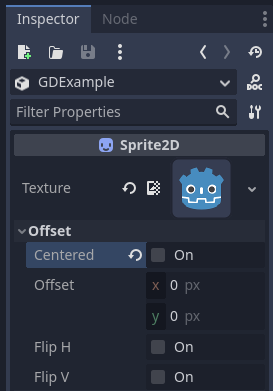 Inspector Node
GDExample
DOC
Filter Properties
Sprite2D
Texture
Offset
Centered On
Offset x 0 px
y 0 px
Flip H On
Flip V On